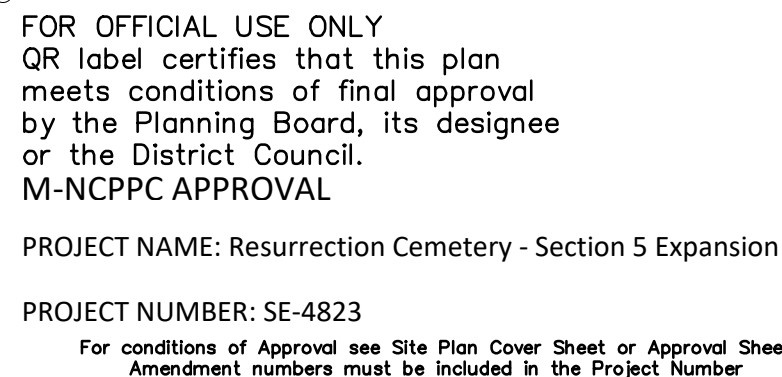 FOR OFFICIAL USE ONLY
QR label certifies that this plan
meets conditions of final approval
by the Planning Board, its designee
or the District Council.
M-NCPPC APPROVAL
PROJECT NAME: Resurrection Cemetery - Section 5 Expansion
PROJECT NUMBER: SE-4823
For conditions of Approval see Site Plan Cover Sheet or Approval Shee
Amendment numbers must be included in the Project Number